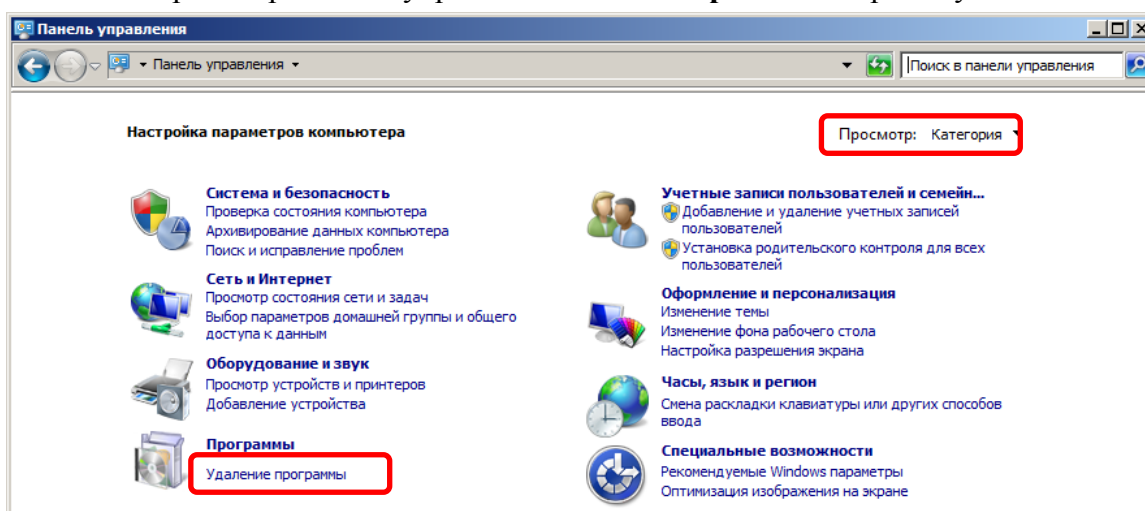 Панель управления
Панель управления
Поиск в панели управления
Настройка параметров компьютера
Просмотр: Категория
Система и безопасность
Проверка состояния компьютера
Архивирование данных компьютера
Поиск и исправление проблем
Сеть и Интернет
Просмотр состояния сети и задач
Выбор параметров домашней группы и общего
доступа к данным
Оборудование и звук
Просмотр устройств и принтеров
Добавление устройства
Программы
Удаление программы
Учетные записи пользователей и семейн...
Добавление и удаление учетных записей
пользователей
Установка родительского контроля для всех
пользователей
Оформление и персонализация
Изменение темы
Изменение фона рабочего стола
Настройка разрешения экрана
Часы, язык и регион
Смена раскладки клавиатуры или других способов
ввода
Специальные возможности
Рекомендуемые Windows параметры
Оптимизация изображения на экране